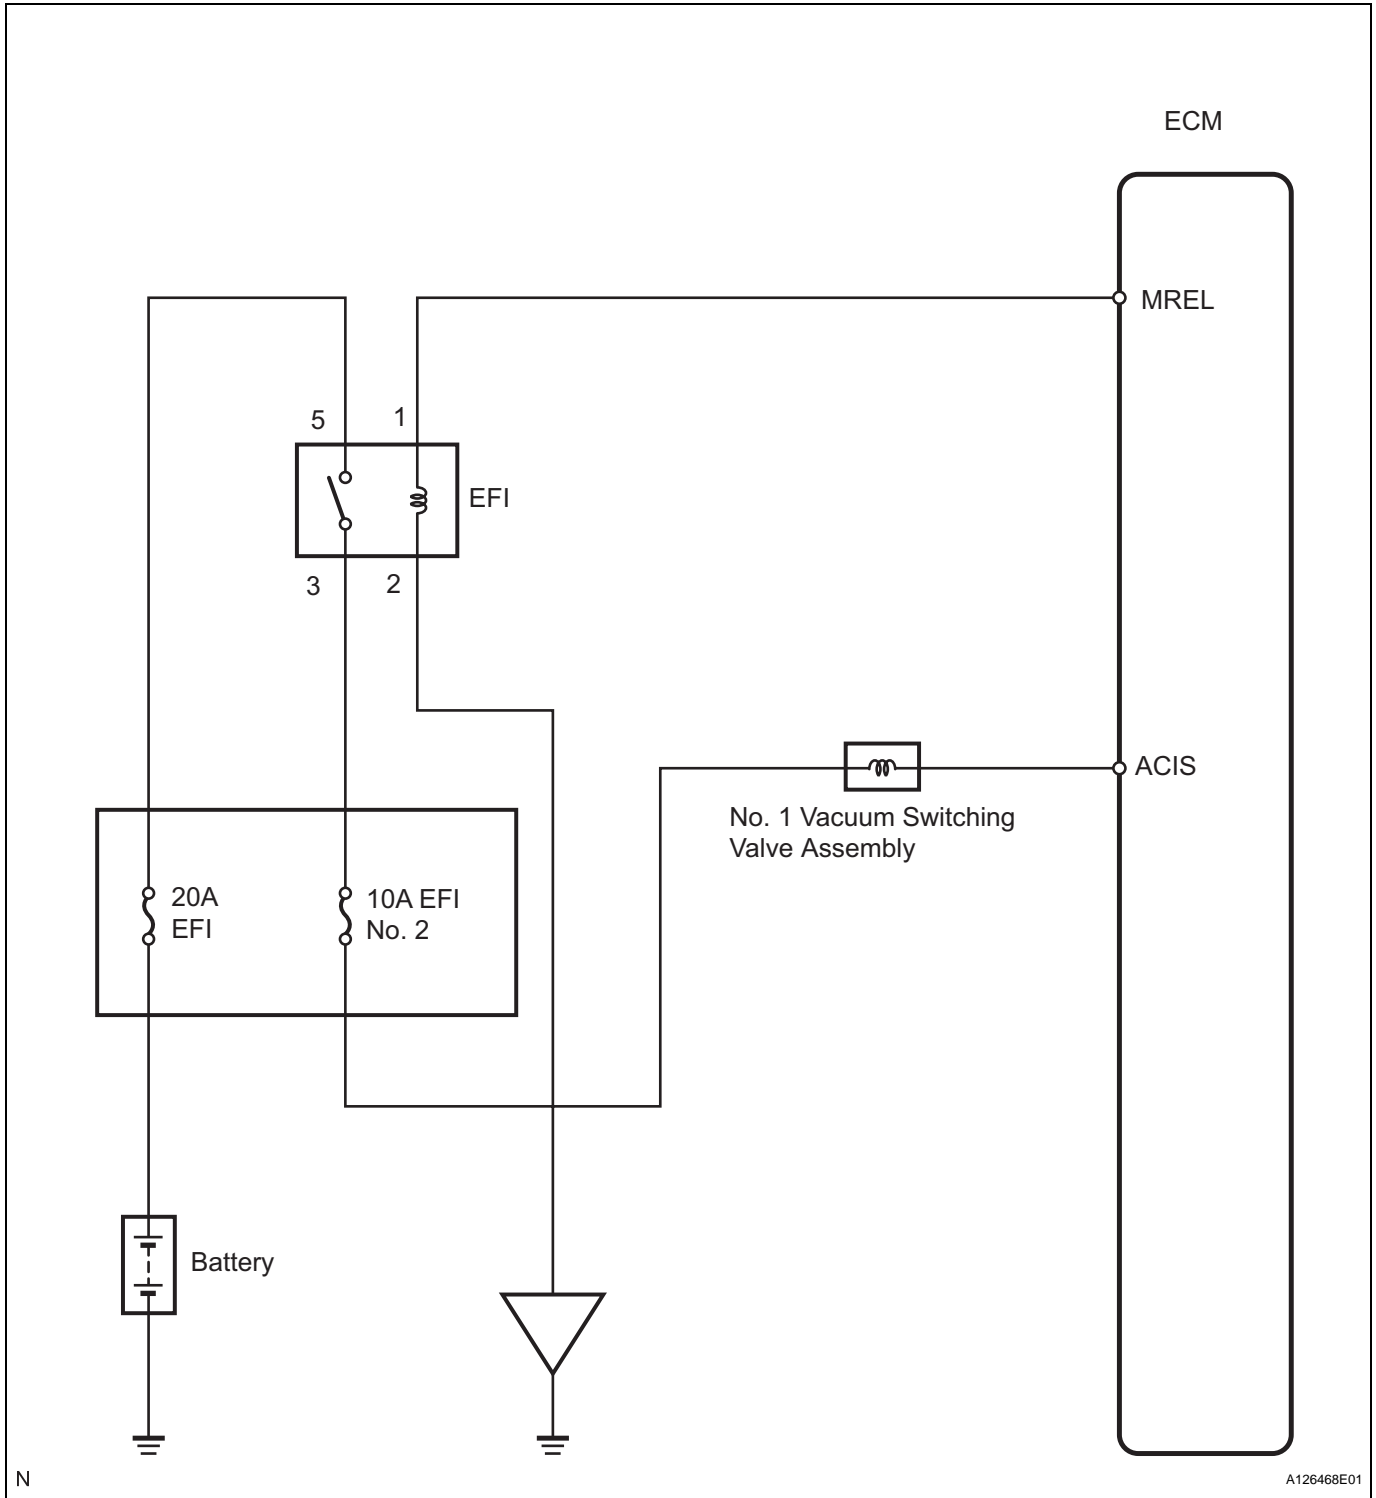 ECM
MREL
5
1
EFI
3
2
ACIS
No. 1 Vacuum Switching
Valve Assembly
20A
EFI
10A EFI
No. 2
Battery
N
A126468E01